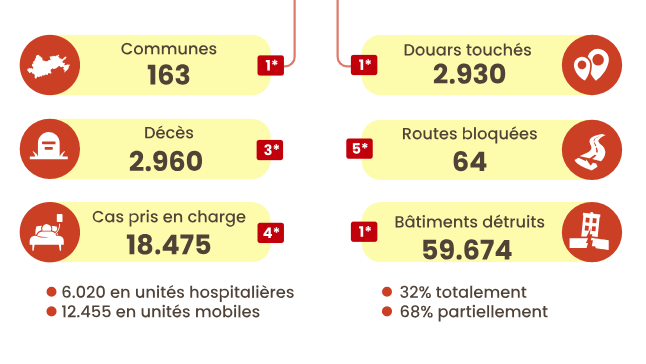 Communes
163
1*
Douars touchés
2.930
1*
Décès
2.960
3*
Routes bloquées
64
5*
Cas pris en charge
18.475
4*
Bâtiments détruits
59.674
1*
6.020 en unités hospitalières
12.455 en unités mobiles
32% totalement
68% partiellement